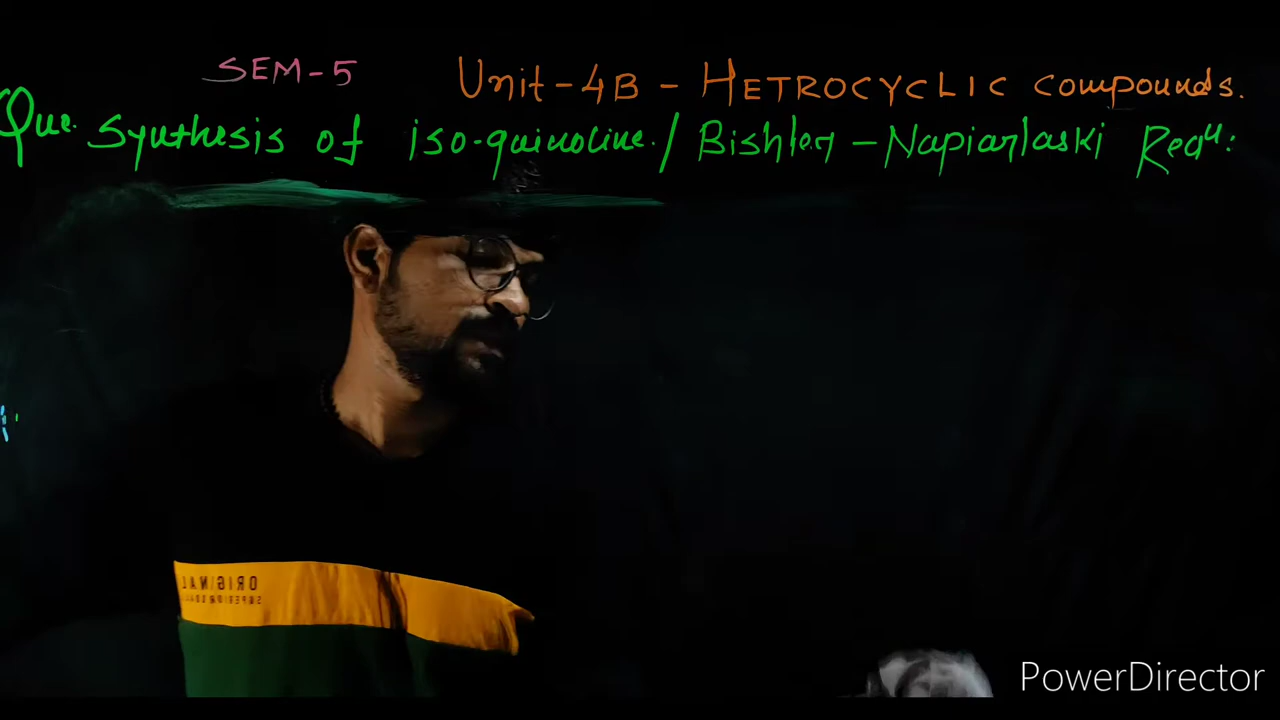 SEM-5
Unit-4B - HETROCYCLIC compounds.
Que. Synthesis of iso-quinoline./ Bishler-Napiarlaski Reaⁿ:
ORIGINAL
PowerDirector